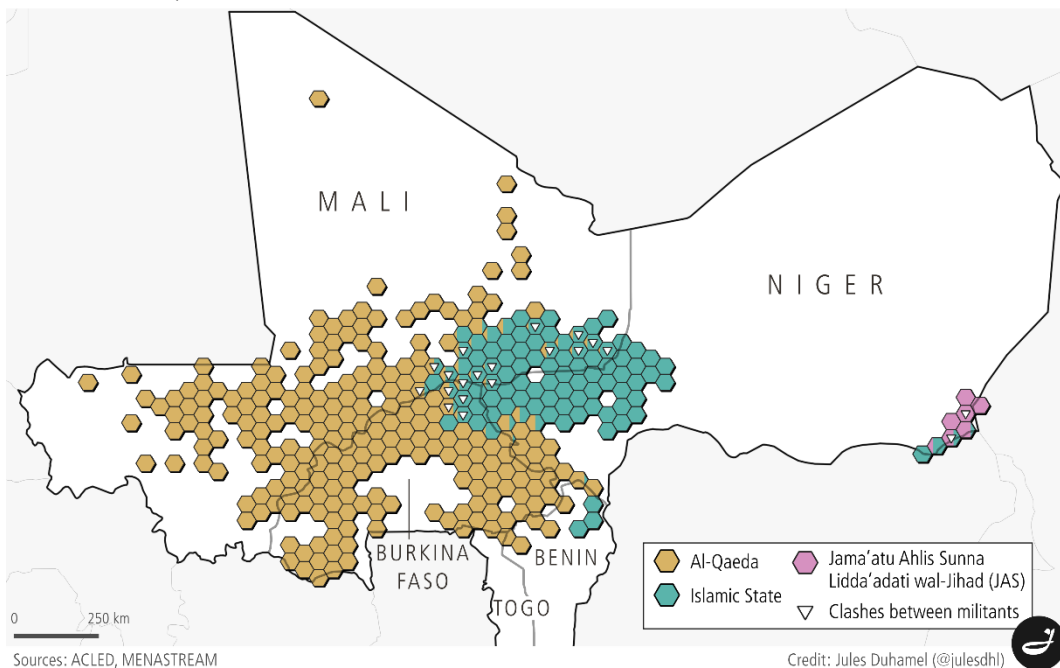 MALI
NIGER
BURKINA
FASO
BENIN
TOGO
Al-Qaeda
Islamic State
Jama'atu Ahlis Sunna
Lidda'adati wal-Jihad (JAS)
Clashes between militants
0 250 km
Sources: ACLED, MENASTREAM
Credit: Jules Duhamel (@julesdhl)